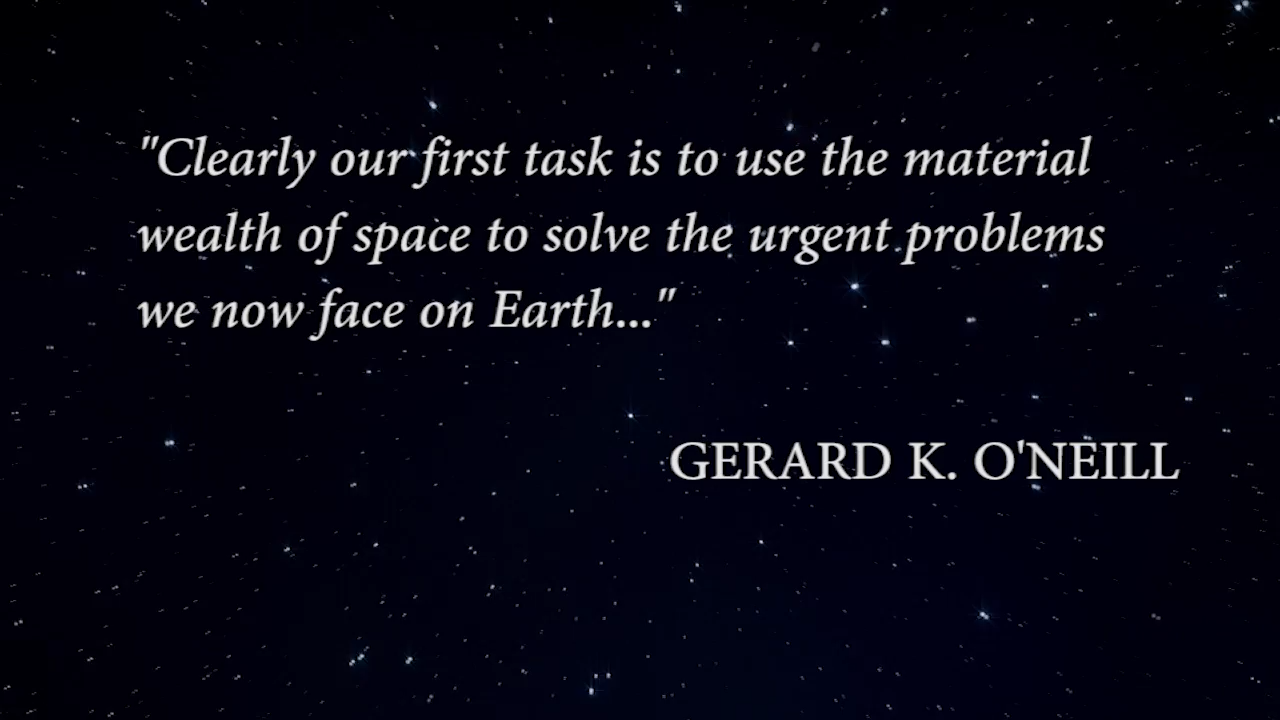 "Clearly our first task is to use the material
wealth of space to solve the urgent problems
we now face on Earth..."
GERARD K. O'NEILL